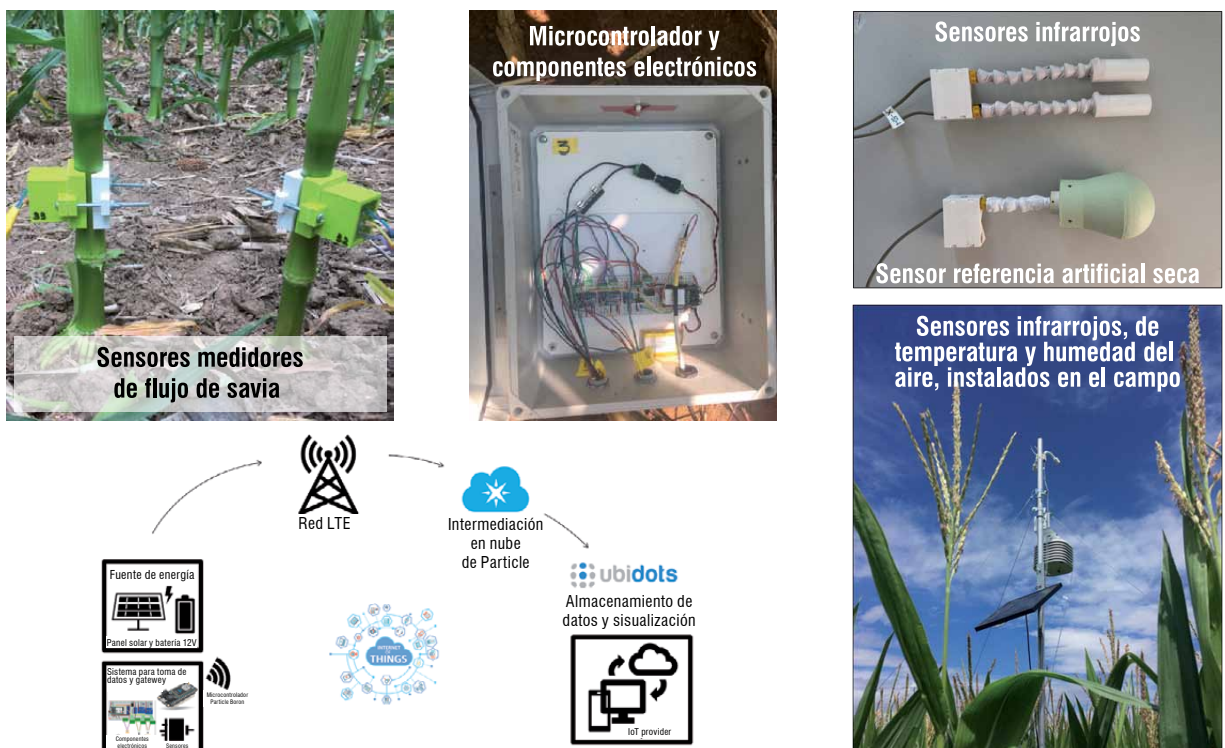 Sensores medidores
de flujo de savia
Microcontrolador y
componentes electrónicos
Sensores infrarrojos
Sensor referencia artificial seca
Sensores infrarrojos, de
temperatura y humedad del
aire, instalados en el campo
Red LTE
Intermediación
en nube
de Particle
ubidots
Almacenamiento de
datos y sisualización
IoT provider
Fuente de energía
Panel solar y batería 12V
Sistema para toma de
datos y gatewey
Microcontrolador
Particle Boron
Componentes
electrónicos
Sensores
INTERNET
THINGS